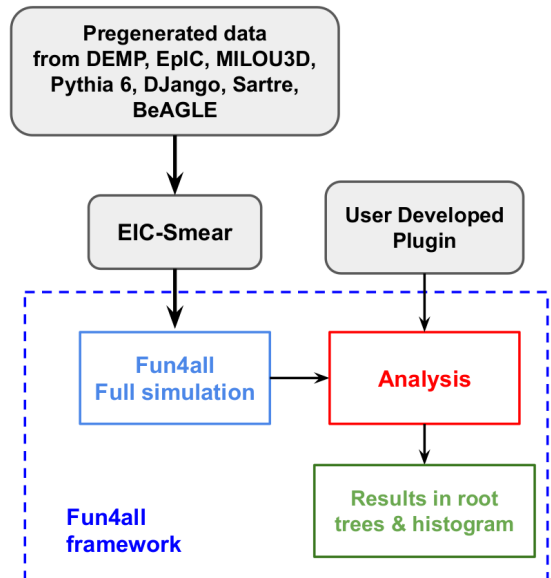 Pregenerated data
from DEMP, EpIC, MILOU3D,
Pythia 6, DJango, Sartre,
BeAGLE
EIC-Smear
User Developed
Plugin
Fun4all
Full simulation
Analysis
Results in root
trees & histogram
Fun4all
framework